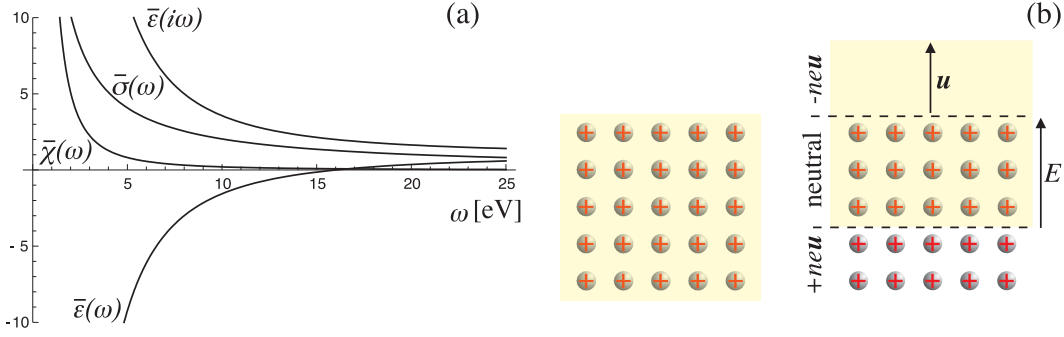 (a)
(b)
10
5
-5
-10
5
10
15
20
25
ω [eV]
ε̄(iω)
σ̄(ω)
χ̄(ω)
ε̄(ω)
-neu
neutral
+neu
u
E
+ + + + +
+ + + + +
+ + + + +
+ + + + +
+ + + + +
+ + + + +
+ + + + +
+ + + + +
+ + + + +
+ + + + +